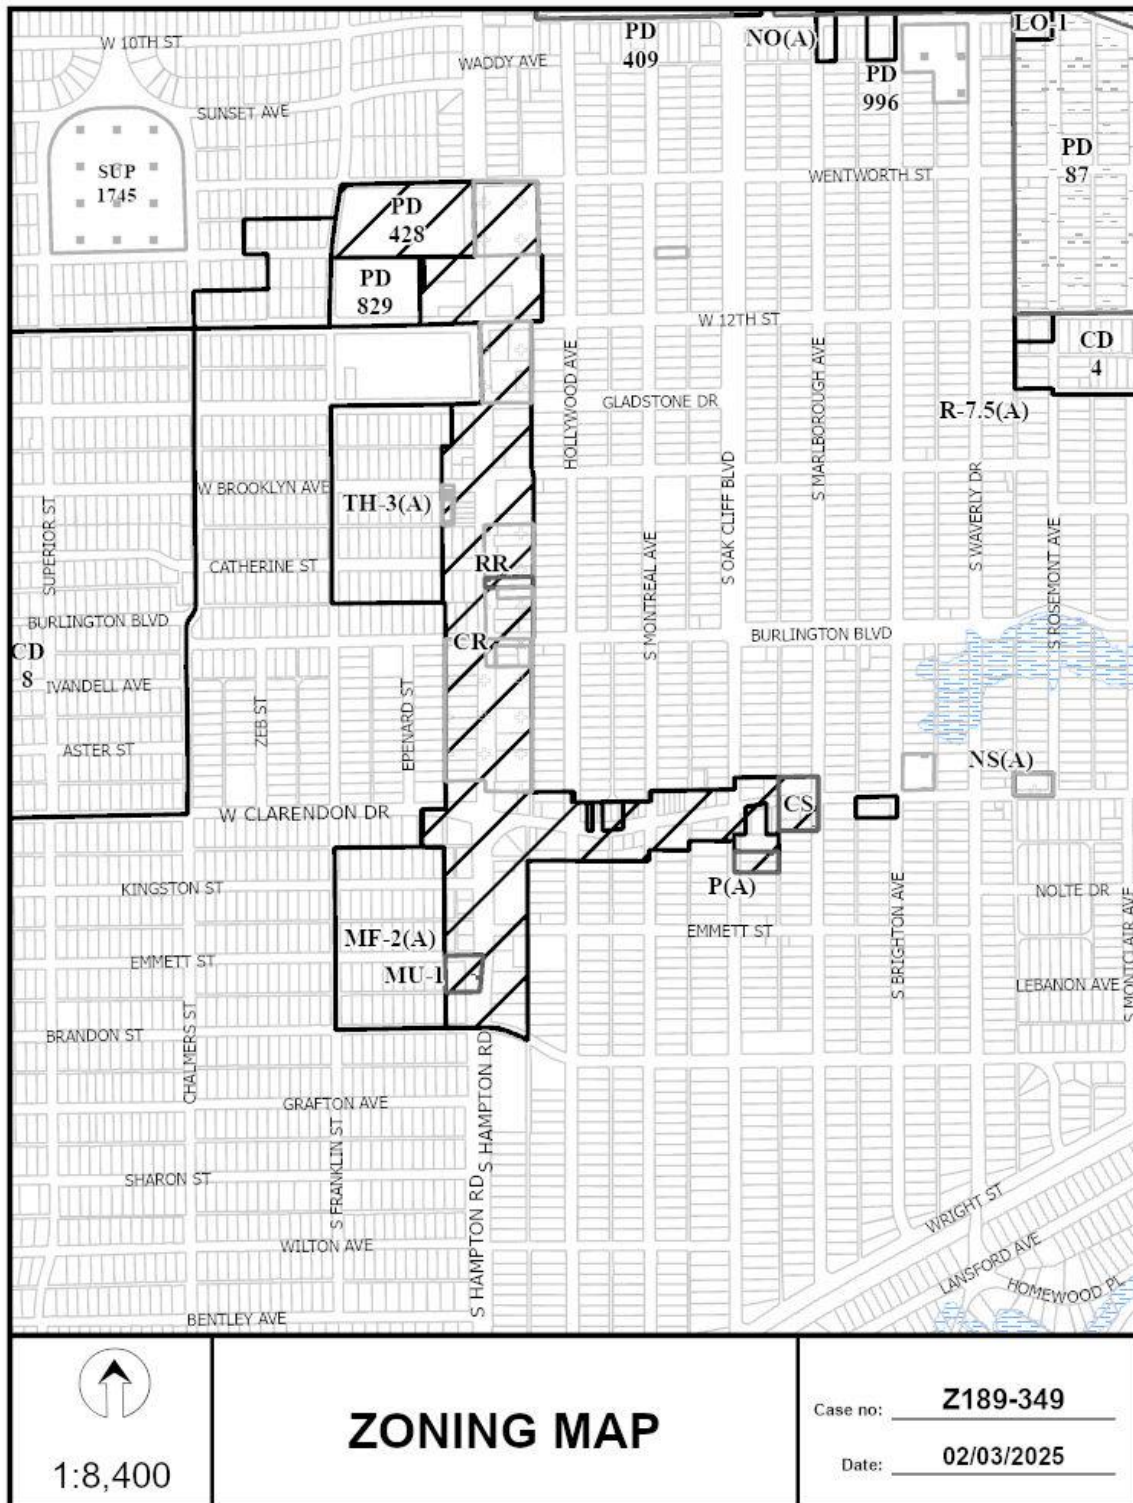 W 10TH ST
PD
409
NO(A)
LO-1
WADDY AVE
PD
996
SUNSET AVE
SUP
1745
PD
87
WENTWORTH ST
PD
428
PD
829
W 12TH ST
CD
4
HOLLYWOOD AVE
S MARLBOROUGH AVE
GLADSTONE DR
R-7.5(A)
S OAK CLIFF BLVD
S WAVERLY DR
W BROOKLYN AVE
TH-3(A)
SUPERIOR ST
S MONTREAL AVE
S ROSEMONT AVE
CATHERINE ST
RR
BURLINGTON BLVD
BURLINGTON BLVD
CR
CD
8
IVANDELL AVE
ZEB ST
EPENARD ST
ASTER ST
NS(A)
CS
W CLARENDON DR
KINGSTON ST
P(A)
NOLTE DR
S BRIGHTON AVE
S MONTCLAIR AVE
EMMETT ST
MF-2(A)
EMMETT ST
MU-1
LEBANON AVE
BRANDON ST
CHALMERS ST
S HAMPTON RD
GRAFTON AVE
S FRANKLIN ST
SHARON ST
S HAMPTON RD
WRIGHT ST
WILTON AVE
LANSFORD AVE
HOMEWOOD PL
BENTLEY AVE
1:8,400
ZONING MAP
Case no: Z189-349
Date: 02/03/2025